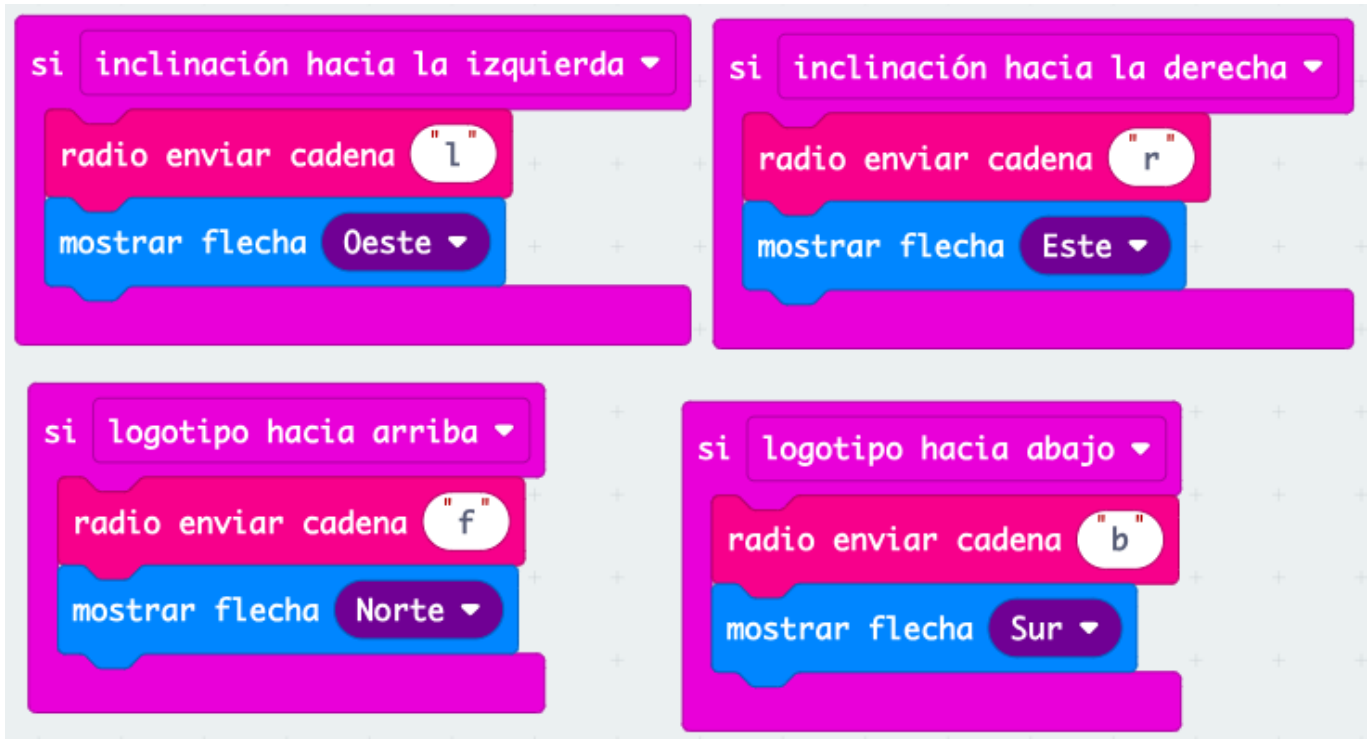 si inclinación hacia la izquierda
radio enviar cadena "l"
mostrar flecha Oeste
si inclinación hacia la derecha
radio enviar cadena "r"
mostrar flecha Este
si logotipo hacia arriba
radio enviar cadena "f"
mostrar flecha Norte
si logotipo hacia abajo
radio enviar cadena "b"
mostrar flecha Sur